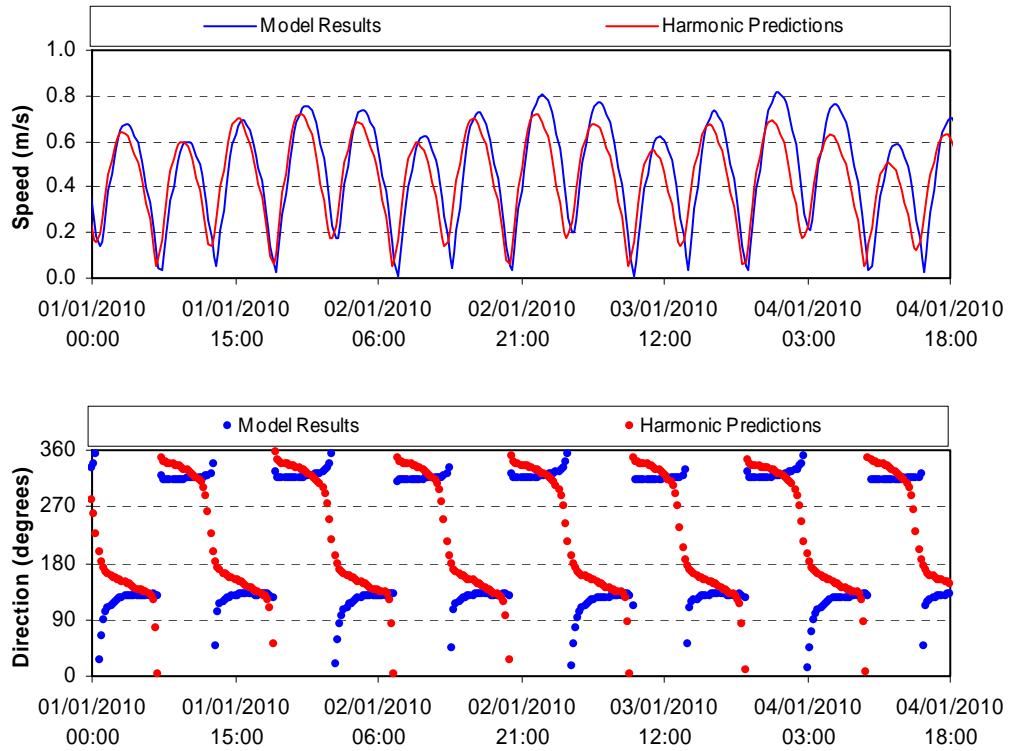 Model Results Harmonic Predictions
1.0
0.8
0.6
0.4
0.2
0.0
Speed (m/s)
01/01/2010 01/01/2010 02/01/2010 02/01/2010 03/01/2010 04/01/2010 04/01/2010
00:00 15:00 06:00 21:00 12:00 03:00 18:00
Model Results Harmonic Predictions
360
270
180
90
0
Direction (degrees)
01/01/2010 01/01/2010 02/01/2010 02/01/2010 03/01/2010 04/01/2010 04/01/2010
00:00 15:00 06:00 21:00 12:00 03:00 18:00